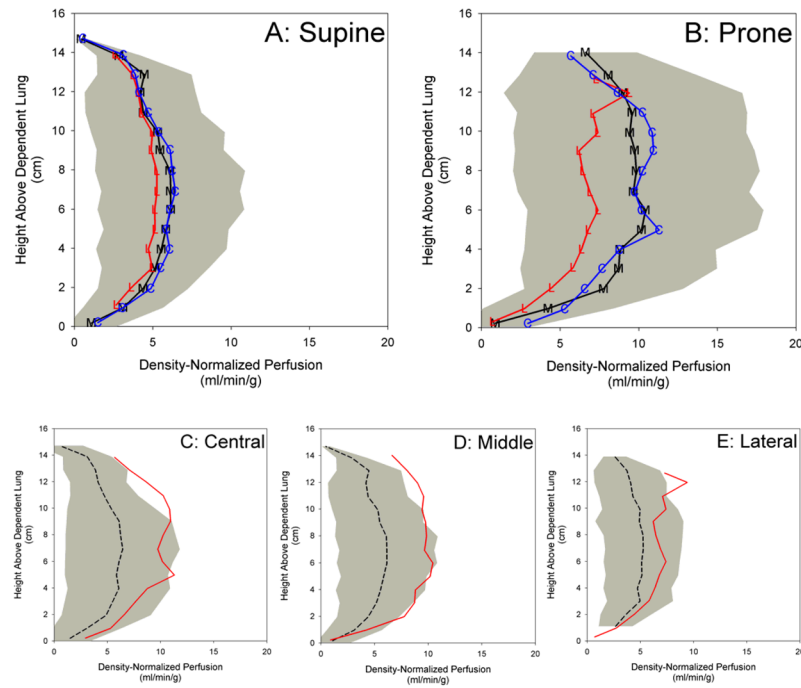 A: Supine
Height Above Dependent Lung
(cm)
16
14
12
10
8
6
4
2
0
0 5 10 15 20
Density-Normalized Perfusion
(ml/min/g)
M L C
B: Prone
Height Above Dependent Lung
(cm)
16
14
12
10
8
6
4
2
0
0 5 10 15 20
Density-Normalized Perfusion
(ml/min/g)
M L C
C: Central
Height Above Dependent Lung
(cm)
16
14
12
10
8
6
4
2
0
0 5 10 15 20
Density-Normalized Perfusion
(ml/min/g)
D: Middle
Height Above Dependent Lung
(cm)
16
14
12
10
8
6
4
2
0
0 5 10 15 20
Density-Normalized Perfusion
(ml/min/g)
E: Lateral
Height Above Dependent Lung
(cm)
16
14
12
10
8
6
4
2
0
0 5 10 15 20
Density-Normalized Perfusion
(ml/min/g)